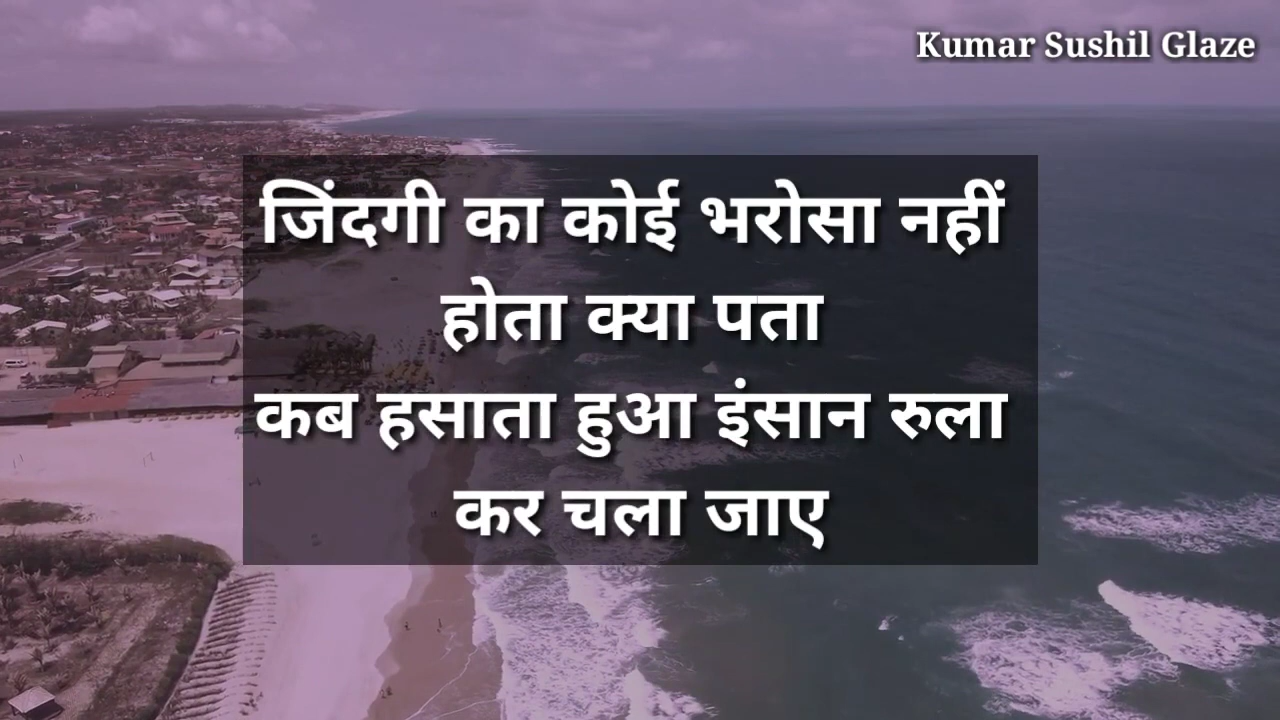 Kumar Sushil Glaze
जिंदगी का कोई भरोसा नहीं
होता क्या पता
कब हसाता हुआ इंसान रुला
कर चला जाए